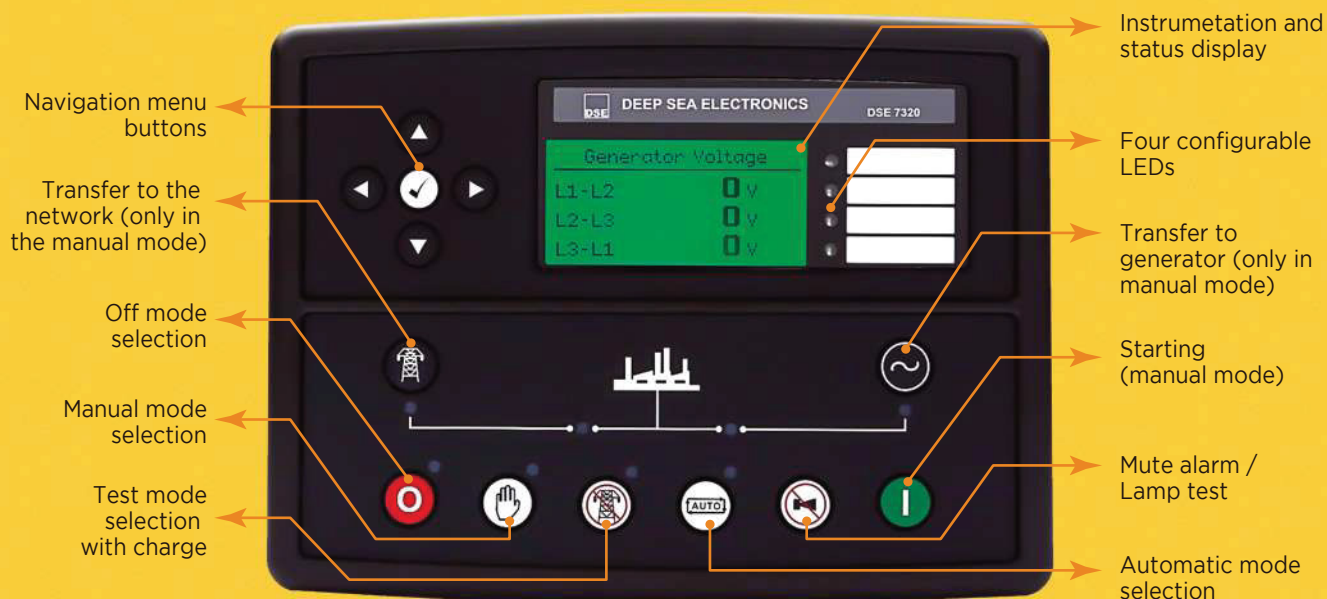 Instrumetation and
status display
Navigation menu
buttons
DSE
DEEP SEA ELECTRONICS
DSE 7320
Generator Voltage
L1-L2 0 V
L2-L3 0 V
L3-L1 0 V
Four configurable
LEDs
Transfer to the
network (only in
the manual mode)
Transfer to
generator (only in
manual mode)
Off mode
selection
Starting
(manual mode)
Manual mode
selection
Mute alarm /
Lamp test
Test mode
selection
with charge
O
AUTO
I
Automatic mode
selection